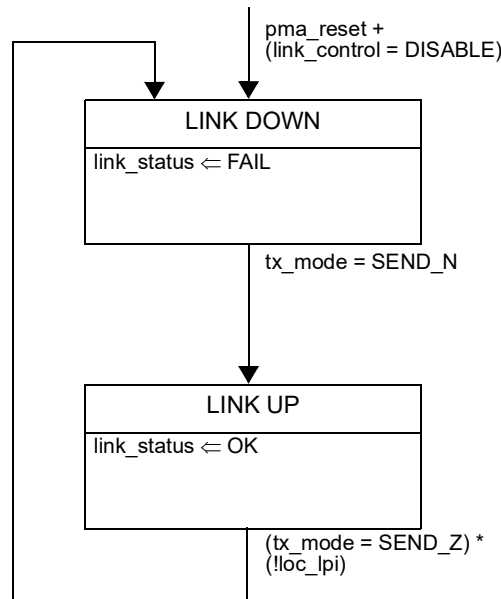 pma_reset +
(link_control = DISABLE)
LINK DOWN
link_status ⇐ FAIL
tx_mode = SEND_N
LINK UP
link_status ⇐ OK
(tx_mode = SEND_Z) *
(!loc_lpi)